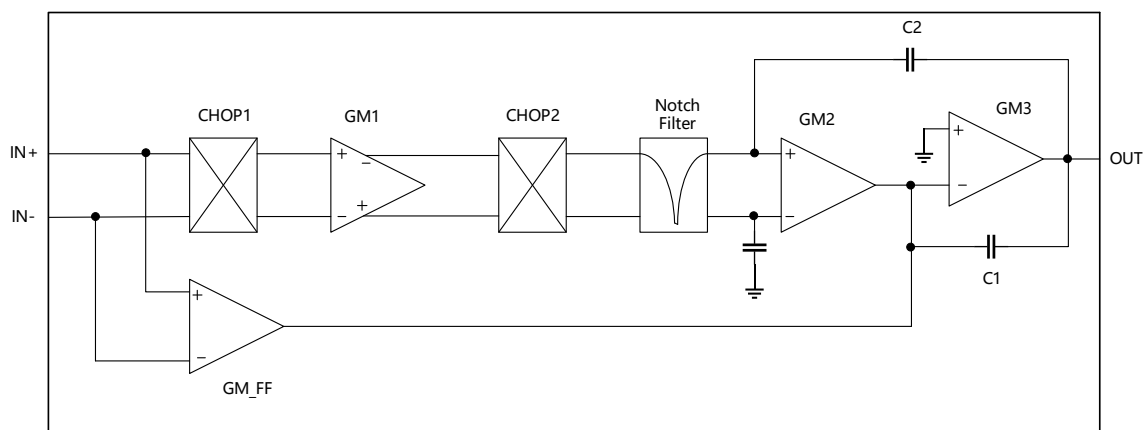 C2
CHOP1
GM1
CHOP2
Notch
Filter
GM2
GM3
IN+
IN-
OUT
+
−
−
+
+
−
+
−
C1
+
−
GM_FF